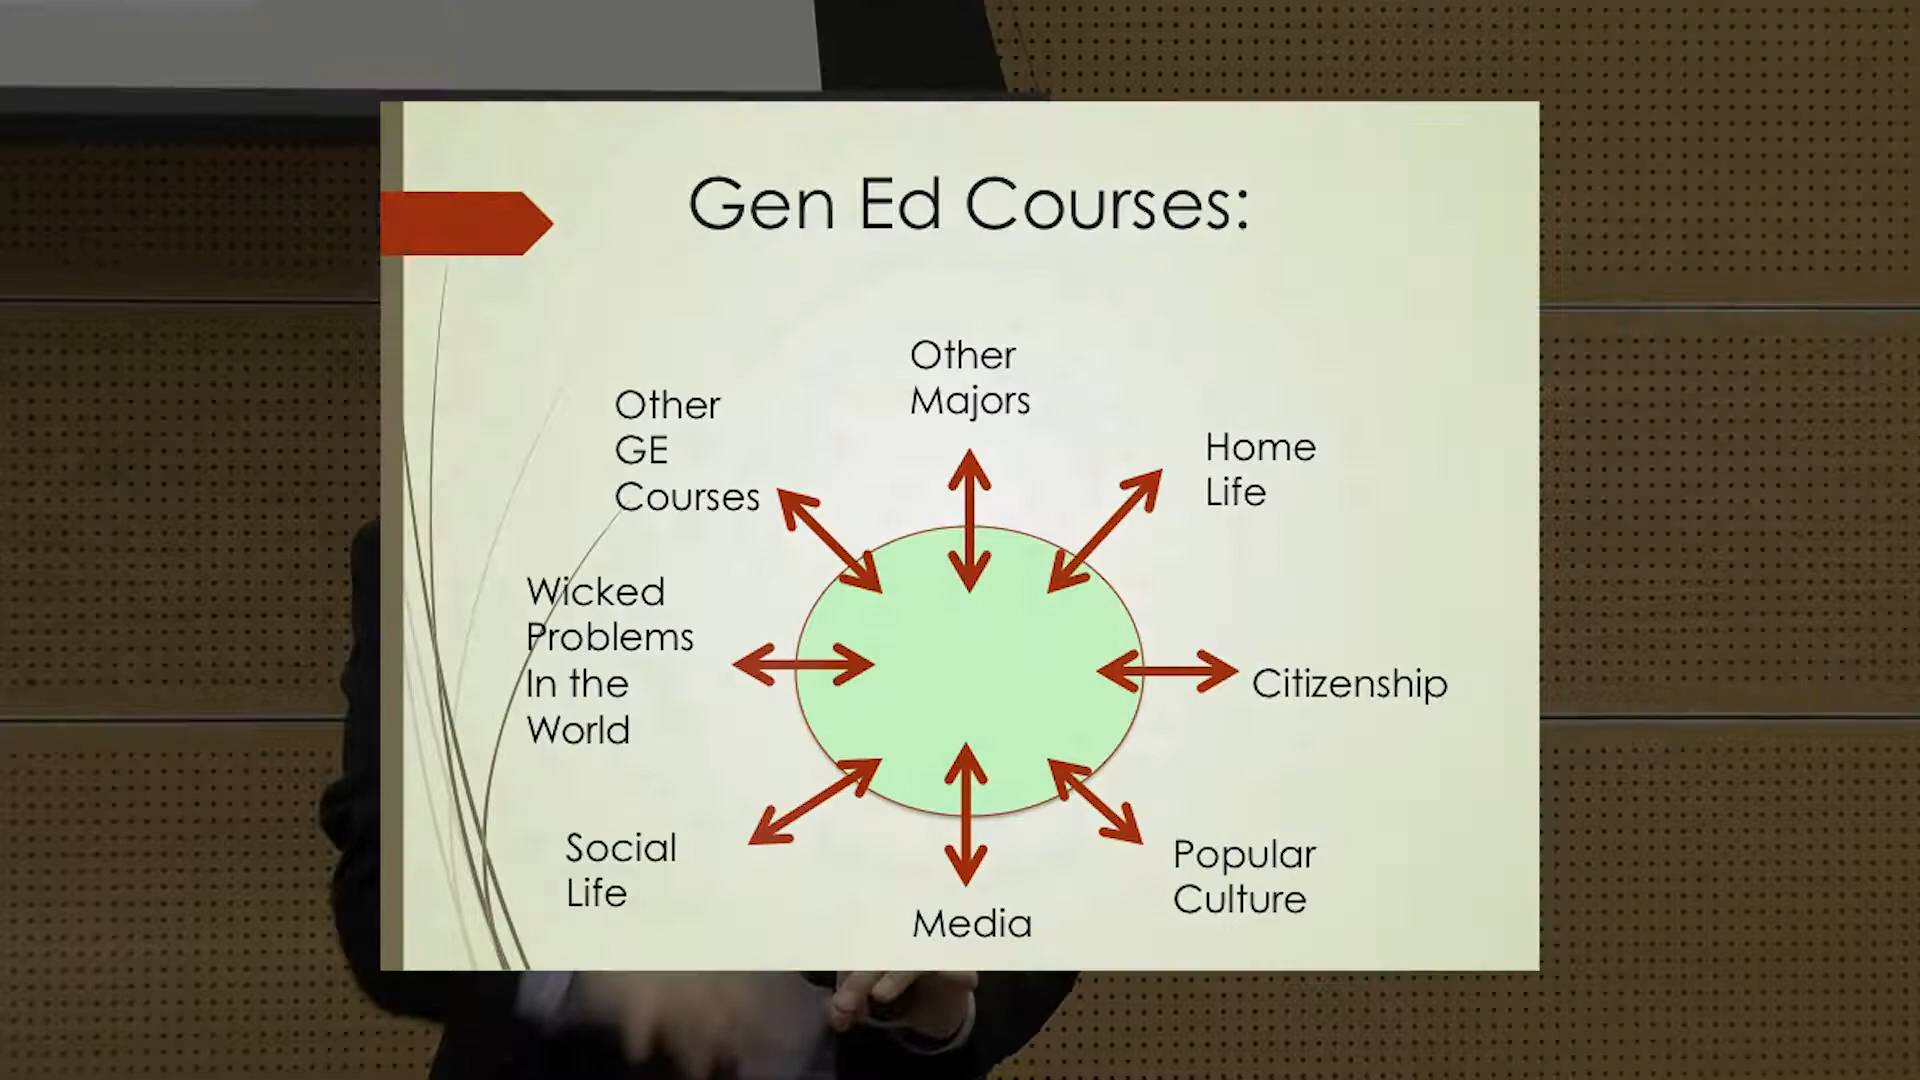 Gen Ed Courses:
Other
Majors
Other
GE
Courses
Home
Life
Wicked
Problems
In the
World
Citizenship
Social
Life
Popular
Culture
Media